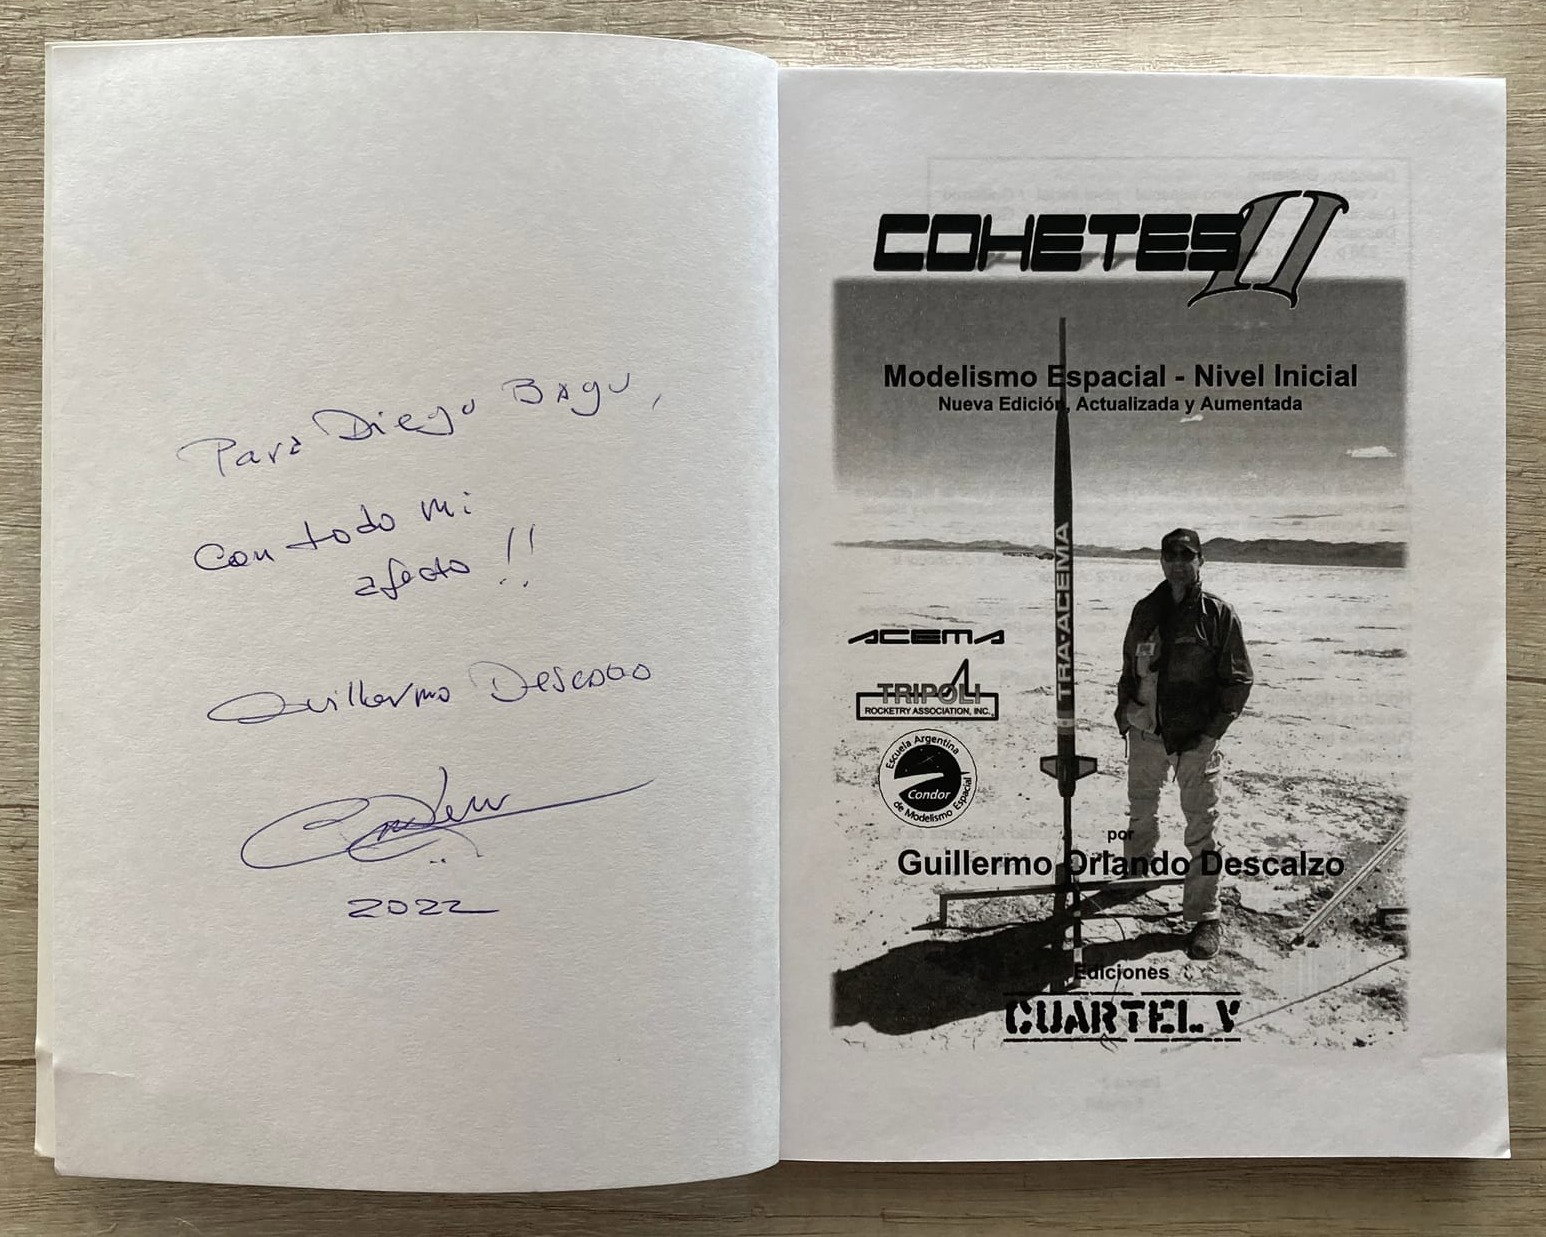 Para Diego Bagu,
Con todo mi
afecto!!
Guillermo Descalzo
2022
COHETES II
Modelismo Espacial - Nivel Inicial
Nueva Edición, Actualizada y Aumentada
TRA-ACEMA
ACEMA
TRIPOLI
ROCKETRY ASSOCIATION, INC.
Escuela Argentina
Condor
de Modelismo Espacial
por
Guillermo Orlando Descalzo
Ediciones
CUARTEL V